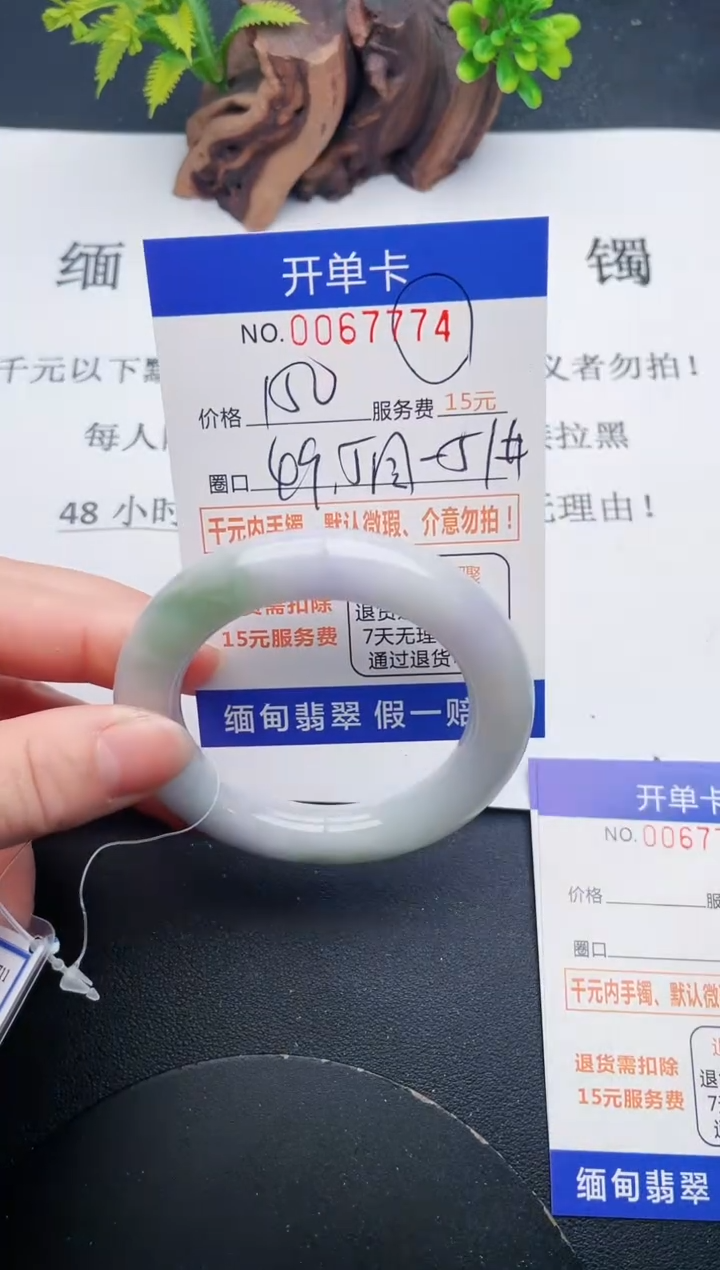 缅
镯
千元以下
义者勿拍！
每人
拉黑
48 小时
无理由！
开单卡
NO. 0067774
价格 150 服务费 15元
圈口
千元内手镯、默认微瑕、介意勿拍！
货需扣除
15元服务费
骤
退货
7天无理
通过退货
缅甸翡翠 假一赔
开单卡
NO. 0067
价格
圈口
千元内手镯、默认微
退货需扣除
15元服务费
退
7
缅甸翡翠